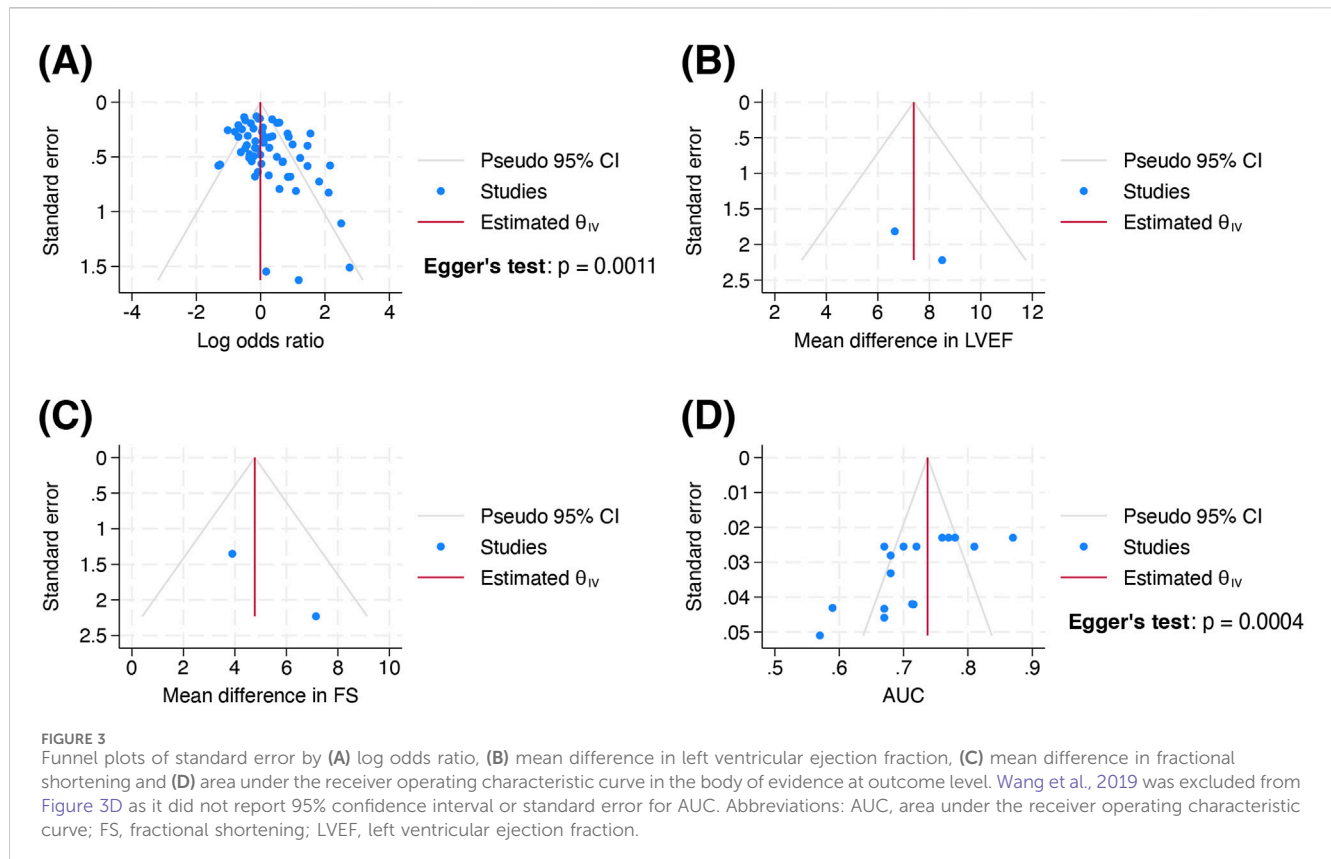 (A)
0
.5
1
1.5
Standard error
-4 -2 0 2 4
Log odds ratio
Pseudo 95% CI
Studies
Estimated θIV
Egger's test: p = 0.0011
(B)
0
.5
1
1.5
2
2.5
Standard error
2 4 6 8 10 12
Mean difference in LVEF
Pseudo 95% CI
Studies
Estimated θIV
(C)
0
.5
1
1.5
2
2.5
Standard error
0 2 4 6 8 10
Mean difference in FS
Pseudo 95% CI
Studies
Estimated θIV
(D)
0
.01
.02
.03
.04
.05
Standard error
.5 .6 .7 .8 .9
AUC
Pseudo 95% CI
Studies
Estimated θIV
Egger's test: p = 0.0004
FIGURE 3
Funnel plots of standard error by (A) log odds ratio, (B) mean difference in left ventricular ejection fraction, (C) mean difference in fractional
shortening and (D) area under the receiver operating characteristic curve in the body of evidence at outcome level. Wang et al., 2019 was excluded from
Figure 3D as it did not report 95% confidence interval or standard error for AUC. Abbreviations: AUC, area under the receiver operating characteristic
curve; FS, fractional shortening; LVEF, left ventricular ejection fraction.